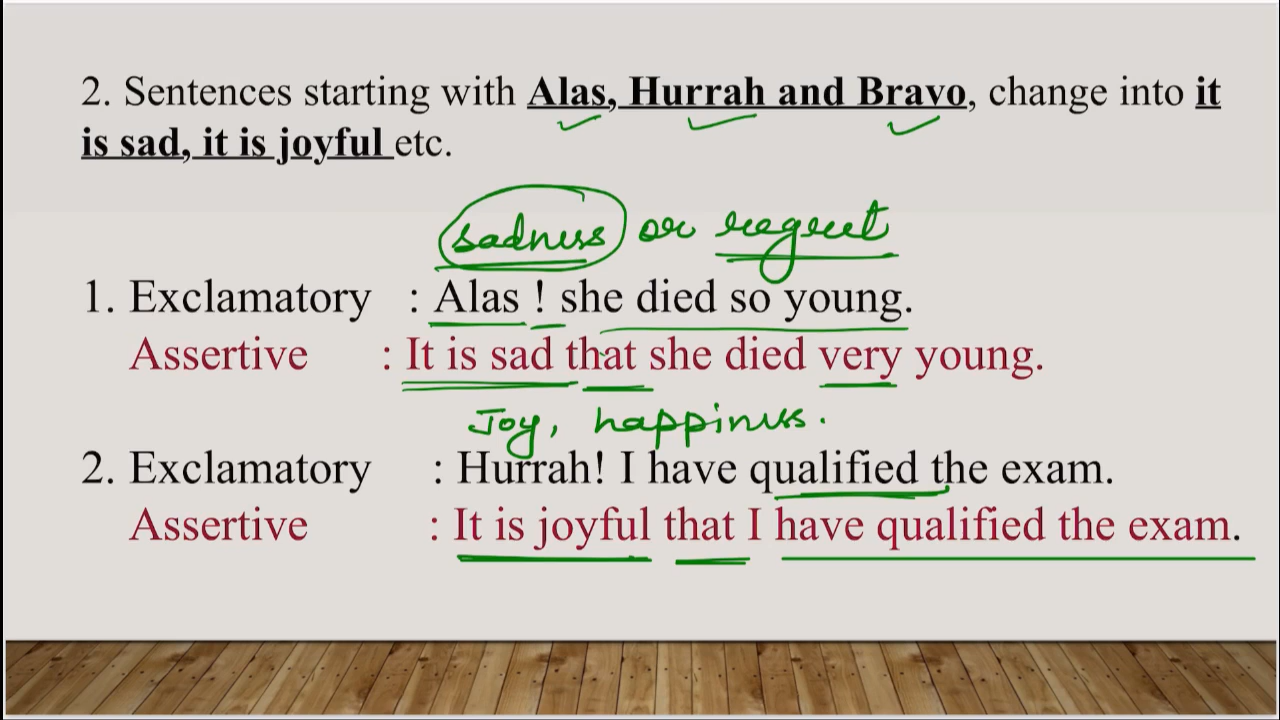 2. Sentences starting with Alas, Hurrah and Bravo, change into it
is sad, it is joyful etc.
sadness or regret
1. Exclamatory : Alas ! she died so young.
Assertive : It is sad that she died very young.
Joy, happiness.
2. Exclamatory : Hurrah! I have qualified the exam.
Assertive : It is joyful that I have qualified the exam.